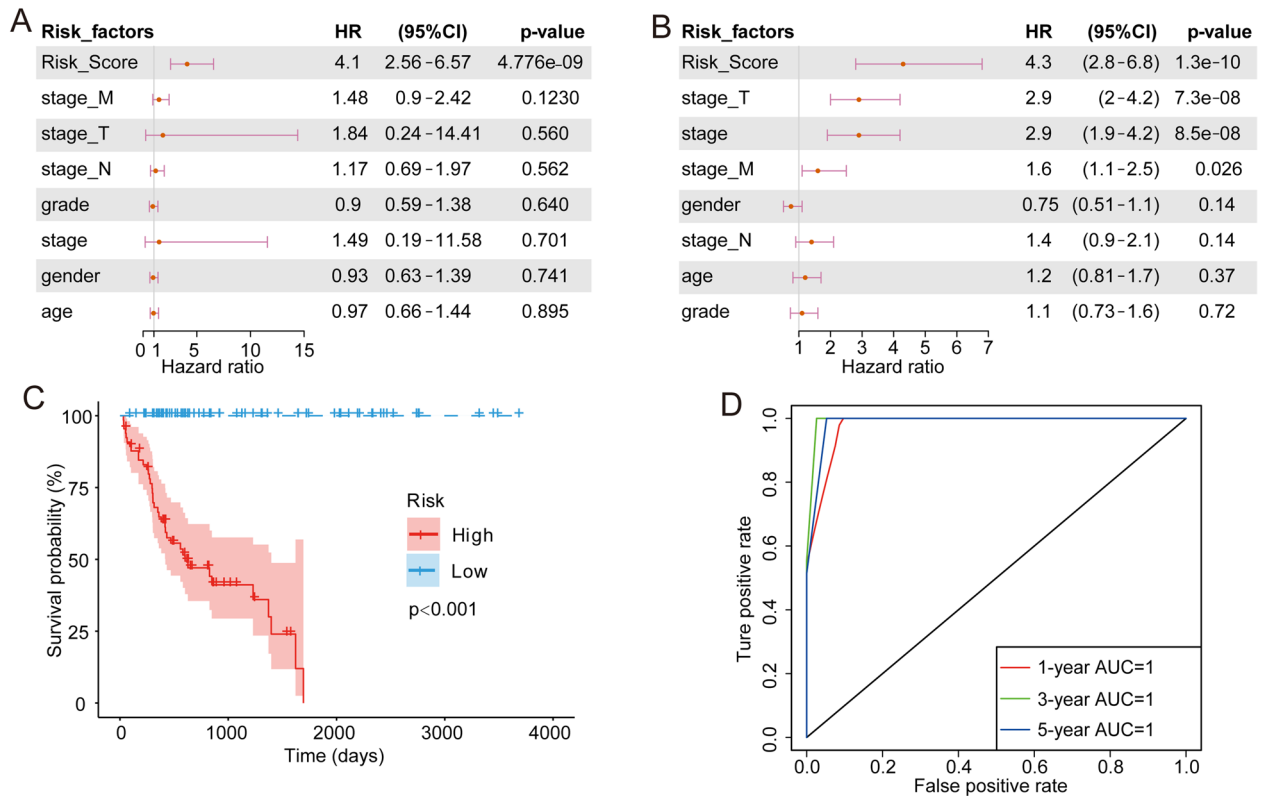 A
Risk_factors HR (95%CI) p-value
Risk_Score 4.1 2.56-6.57 4.776e-09
stage_M 1.48 0.9-2.42 0.1230
stage_T 1.84 0.24-14.41 0.560
stage_N 1.17 0.69-1.97 0.562
grade 0.9 0.59-1.38 0.640
stage 1.49 0.19-11.58 0.701
gender 0.93 0.63-1.39 0.741
age 0.97 0.66-1.44 0.895
0 1 5 10 15
Hazard ratio
B
Risk_factors HR (95%CI) p-value
Risk_Score 4.3 (2.8-6.8) 1.3e-10
stage_T 2.9 (2-4.2) 7.3e-08
stage 2.9 (1.9-4.2) 8.5e-08
stage_M 1.6 (1.1-2.5) 0.026
gender 0.75 (0.51-1.1) 0.14
stage_N 1.4 (0.9-2.1) 0.14
age 1.2 (0.81-1.7) 0.37
grade 1.1 (0.73-1.6) 0.72
1 2 3 4 5 6 7
Hazard ratio
C
Survival probability (%)
100
75
50
25
0
Risk
High
Low
p<0.001
0 1000 2000 3000 4000
Time (days)
D
Ture positive rate
1.0
0.8
0.6
0.4
0.2
0.0
1-year AUC=1
3-year AUC=1
5-year AUC=1
0.0 0.2 0.4 0.6 0.8 1.0
False positive rate